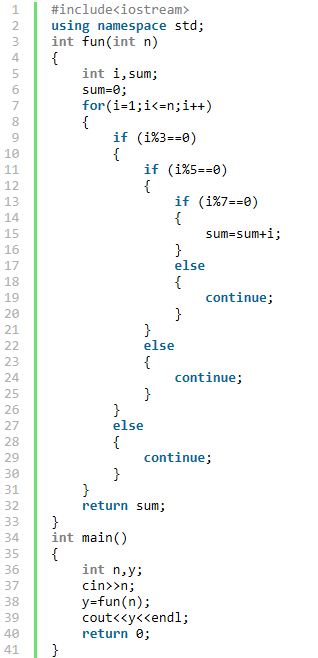 1 #include<iostream>
2 using namespace std;
3 int fun(int n)
4 {
5     int i,sum;
6     sum=0;
7     for(i=1;i<=n;i++)
8     {
9         if (i%3==0)
10         {
11             if (i%5==0)
12             {
13                 if (i%7==0)
14                 {
15                     sum=sum+i;
16                 }
17                 else
18                 {
19                     continue;
20                 }
21             }
22             else
23             {
24                 continue;
25             }
26         }
27         else
28         {
29             continue;
30         }
31     }
32     return sum;
33 }
34 int main()
35 {
36     int n,y;
37     cin>>n;
38     y=fun(n);
39     cout<<y<<endl;
40     return 0;
41 }